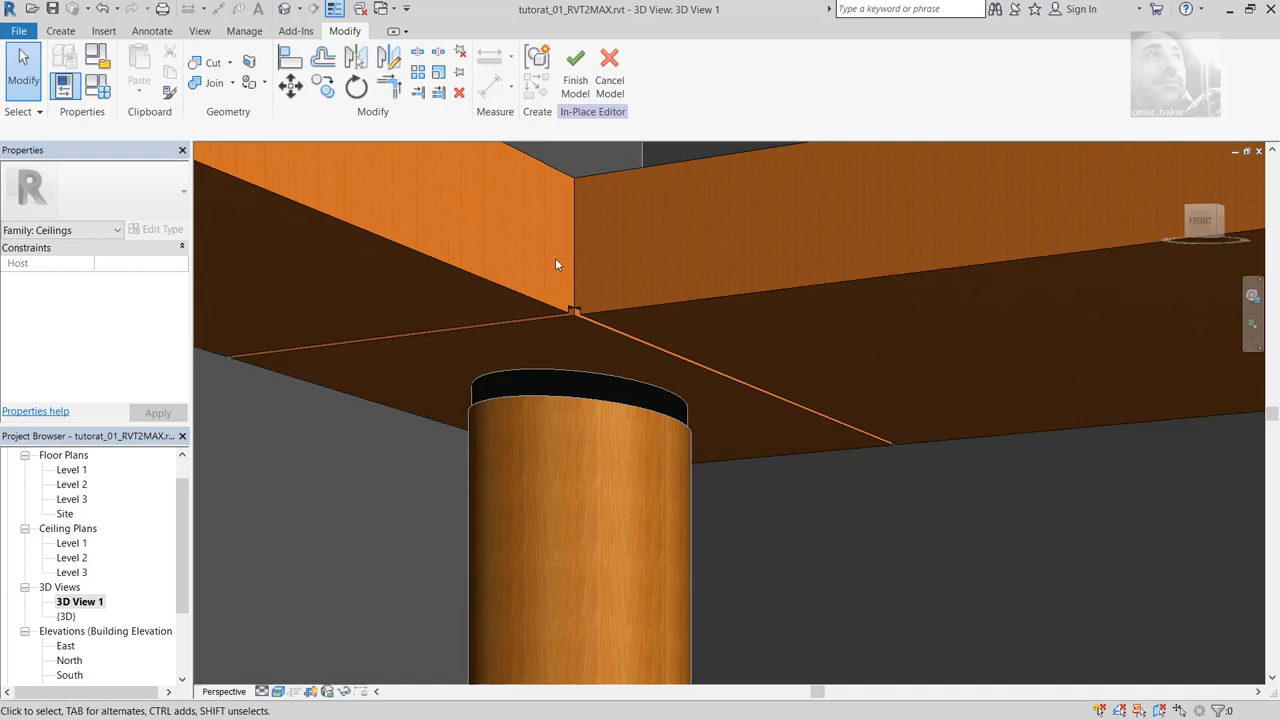 tutorat_01_RVT2MAX.rvt - 3D View: 3D View 1
Type a keyword or phrase
Sign In
File
Create
Insert
Annotate
View
Manage
Add-Ins
Modify
Modify
Paste
Cut
Join
Finish
Model
Cancel
Model
Select
Properties
Clipboard
Geometry
Modify
Measure
Create
In-Place Editor
omar_bakar
Properties
R
Family: Ceilings
Edit Type
Constraints
Host
Properties help
Apply
Project Browser - tutorat_01_RVT2MAX.r...
Floor Plans
Level 1
Level 2
Level 3
Site
Ceiling Plans
Level 1
Level 2
Level 3
3D Views
3D View 1
(3D)
Elevations (Building Elevation
East
North
South
FRONT
Perspective
Click to select, TAB for alternates, CTRL adds, SHIFT unselects.
:0